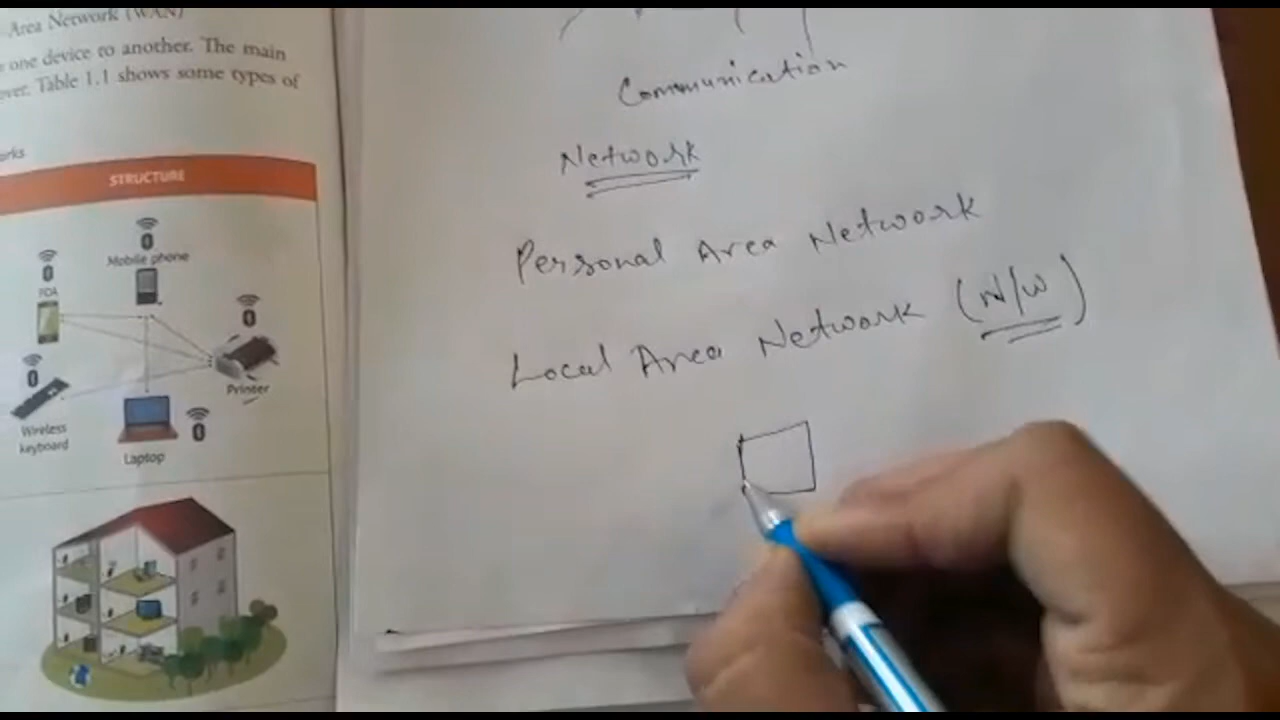 Area Network (WAN)
one device to another. The main
over. Table 1.1 shows some types of
STRUCTURE
Mobile phone
PDA
Printer
Wireless
keyboard
Laptop
Communication
Network
Personal Area Network
Local Area Network (N/W)